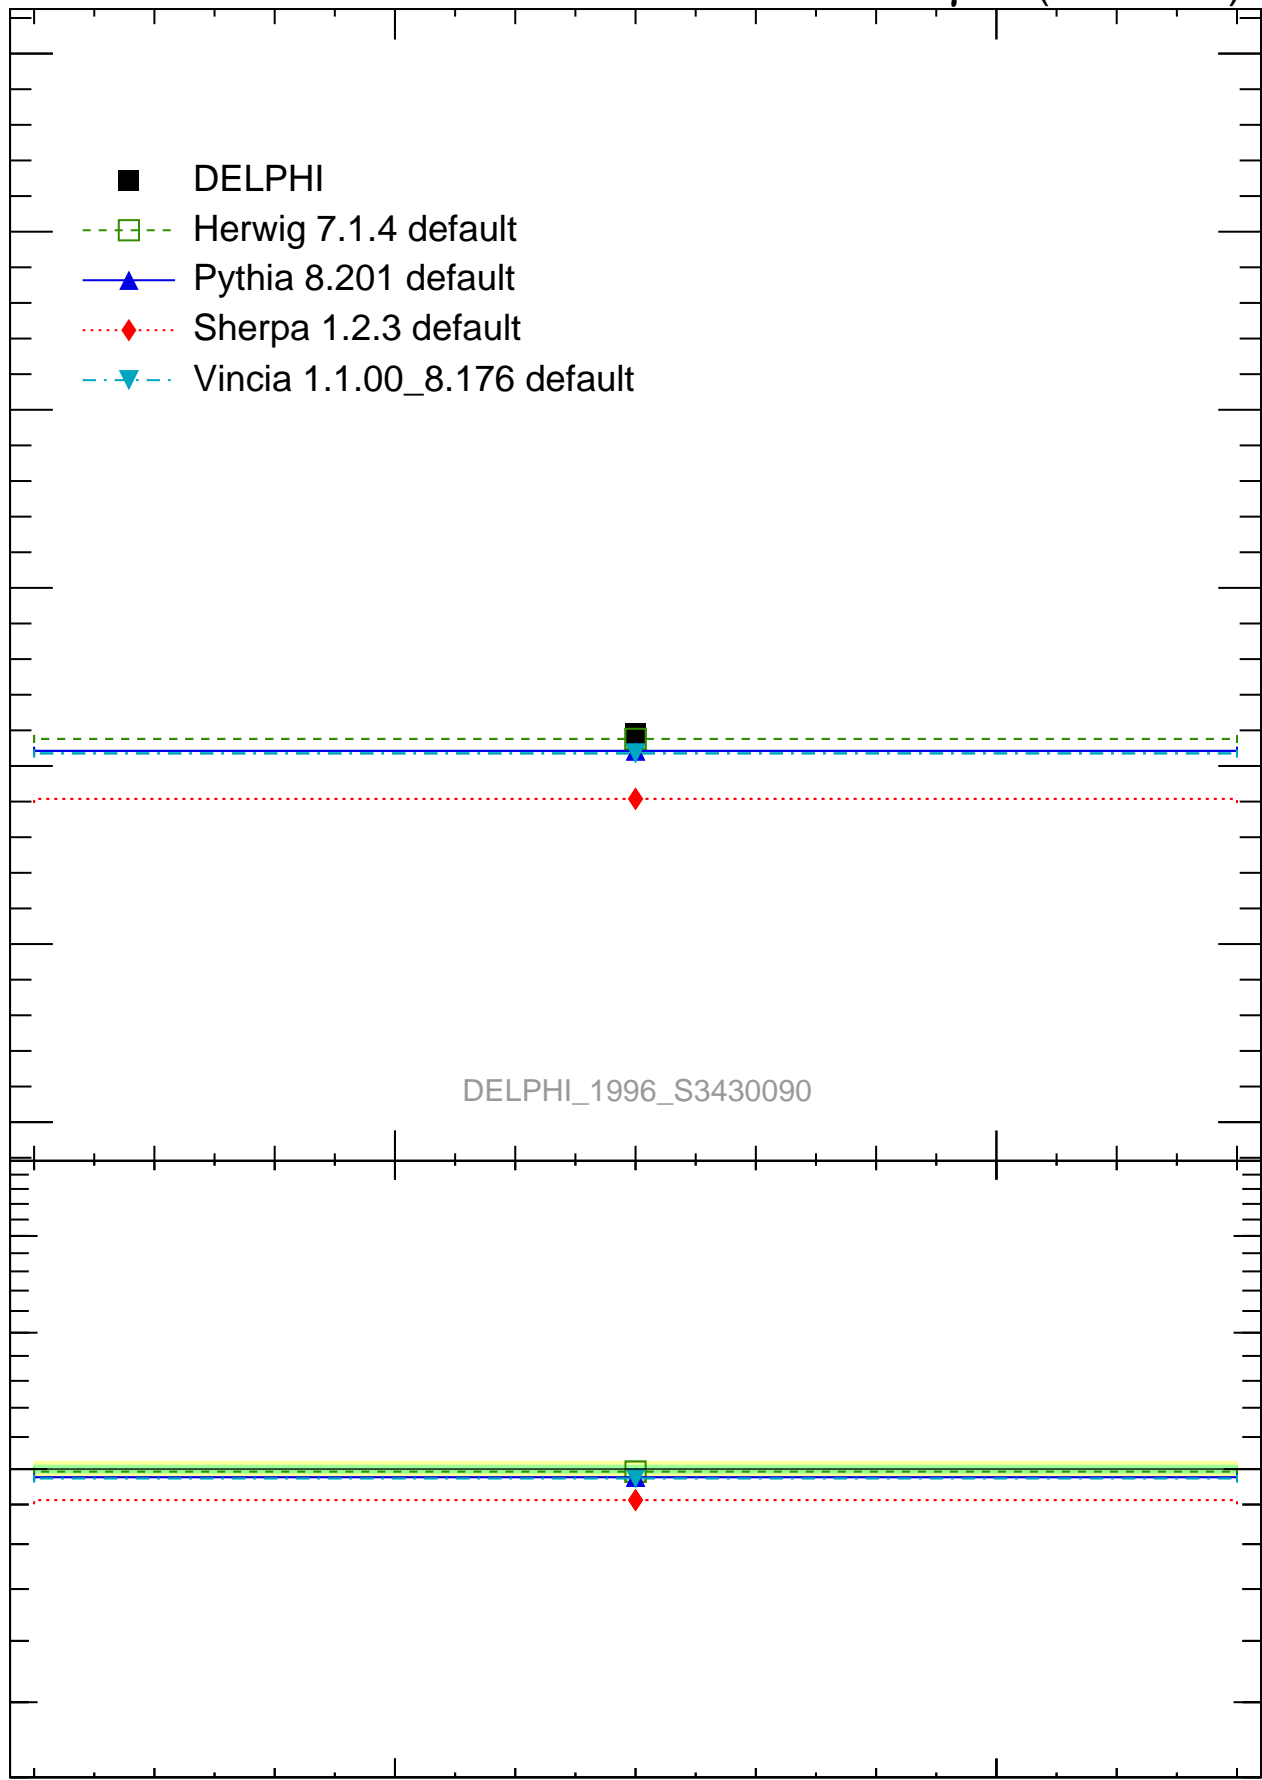 DELPHI
Herwig 7.1.4 default
Pythia 8.201 default
Sherpa 1.2.3 default
Vincia 1.1.00_8.176 default
DELPHI_1996_S3430090